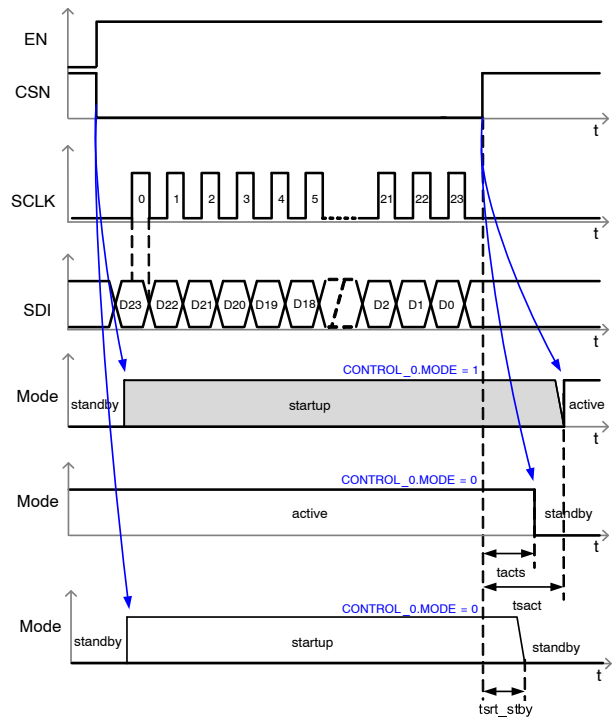 EN
CSN
t
SCLK
0 1 2 3 4 5 21 22 23
t
SDI
D23 D22 D21 D20 D19 D18 D2 D1 D0
t
CONTROL_0.MODE = 1
Mode
standby startup active
t
CONTROL_0.MODE = 0
Mode
active standby
t
tacts
tsact
CONTROL_0.MODE = 0
Mode
standby startup standby
t
tsrt_stby